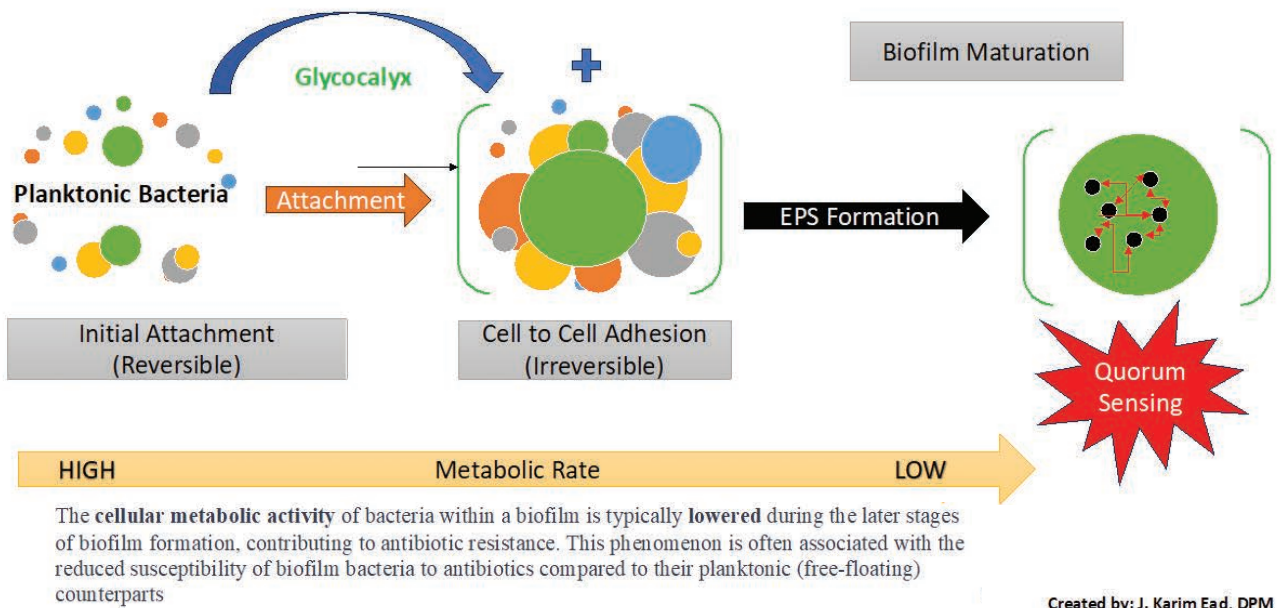 Glycocalyx
Biofilm Maturation
Planktonic Bacteria
Attachment
EPS Formation
Initial Attachment
(Reversible)
Cell to Cell Adhesion
(Irreversible)
Quorum
Sensing
HIGH
Metabolic Rate
LOW
The cellular metabolic activity of bacteria within a biofilm is typically lowered during the later stages
of biofilm formation, contributing to antibiotic resistance. This phenomenon is often associated with the
reduced susceptibility of biofilm bacteria to antibiotics compared to their planktonic (free-floating)
counterparts
Created by: J. Karim Ead, DPM